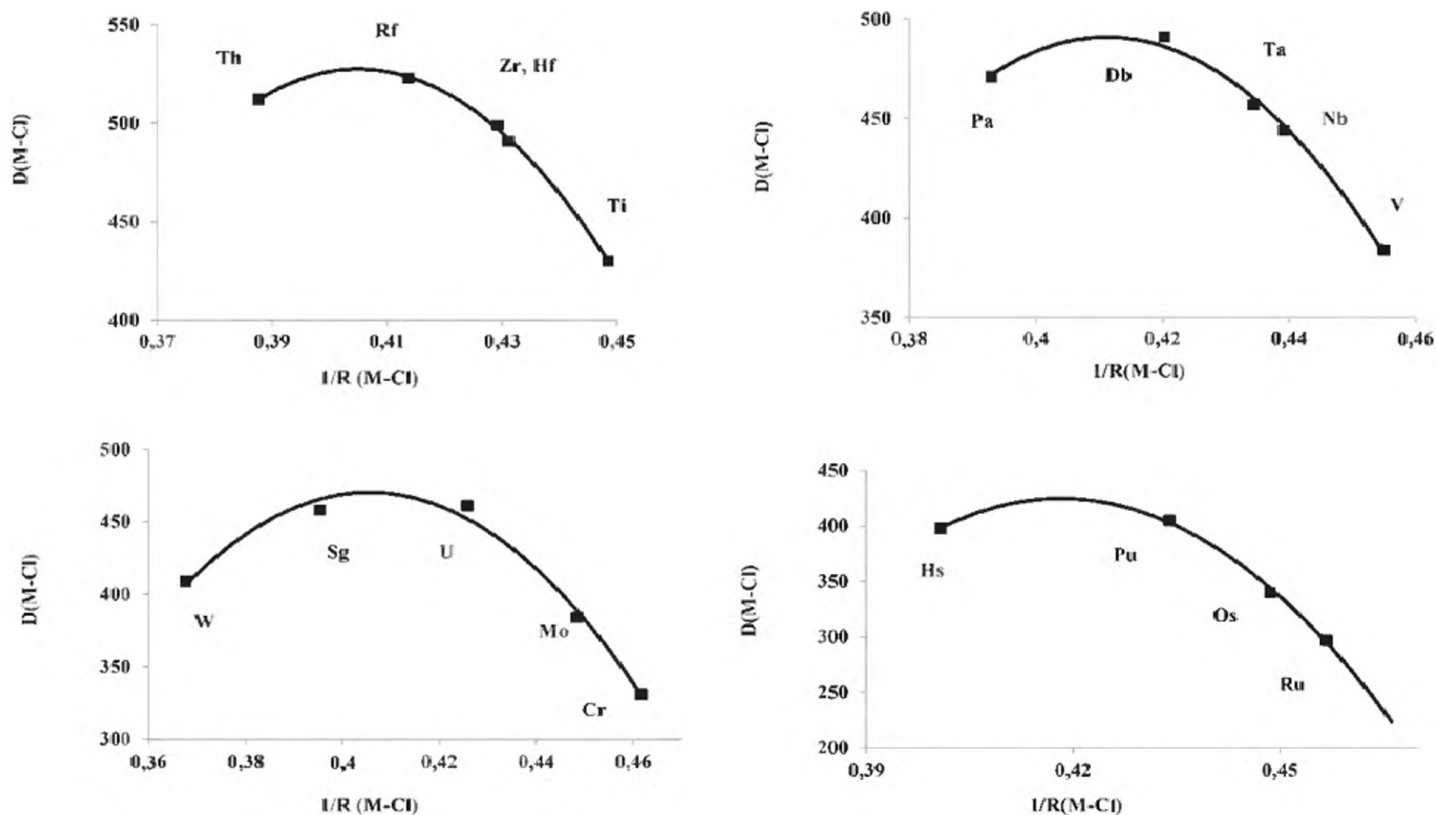 550
500
450
400
D(M-Cl)
Th
Rf
Zr, Hf
Ti
0,37
0,39
0,41
0,43
0,45
1/R (M-Cl)
500
450
400
350
D(M-Cl)
Pa
Db
Ta
Nb
V
0,38
0,4
0,42
0,44
0,46
1/R(M-Cl)
500
450
400
350
300
D(M-Cl)
W
Sg
U
Mo
Cr
0,36
0,38
0,4
0,42
0,44
0,46
1/R (M-Cl)
450
400
350
300
250
200
D(M-Cl)
Hs
Pu
Os
Ru
0,39
0,42
0,45
1/R(M-Cl)